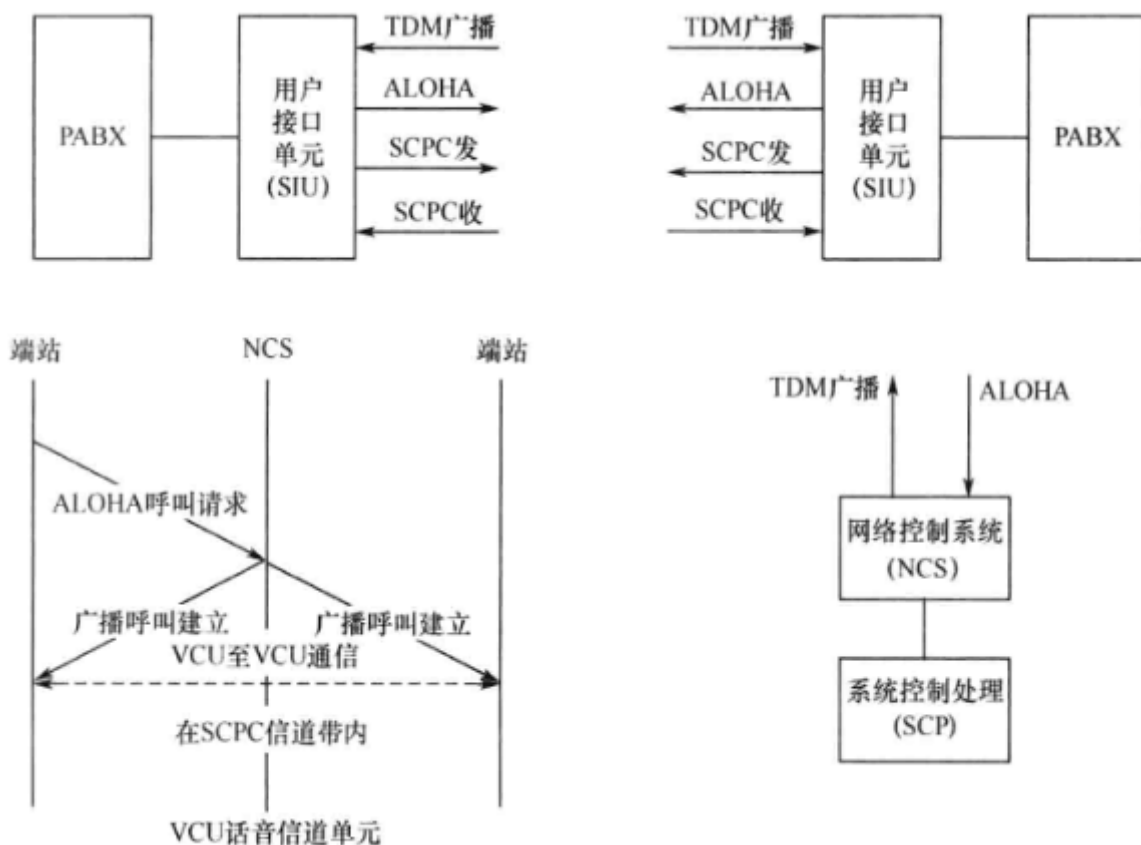 PABX
用户
接口
单元
(SIU)
TDM广播
ALOHA
SCPC发
SCPC收
TDM广播
ALOHA
SCPC发
SCPC收
用户
接口
单元
(SIU)
PABX
端站
NCS
端站
ALOHA呼叫请求
广播呼叫建立
广播呼叫建立
VCU至VCU通信
在SCPC信道带内
VCU话音信道单元
TDM广播
ALOHA
网络控制系统
(NCS)
系统控制处理
(SCP)